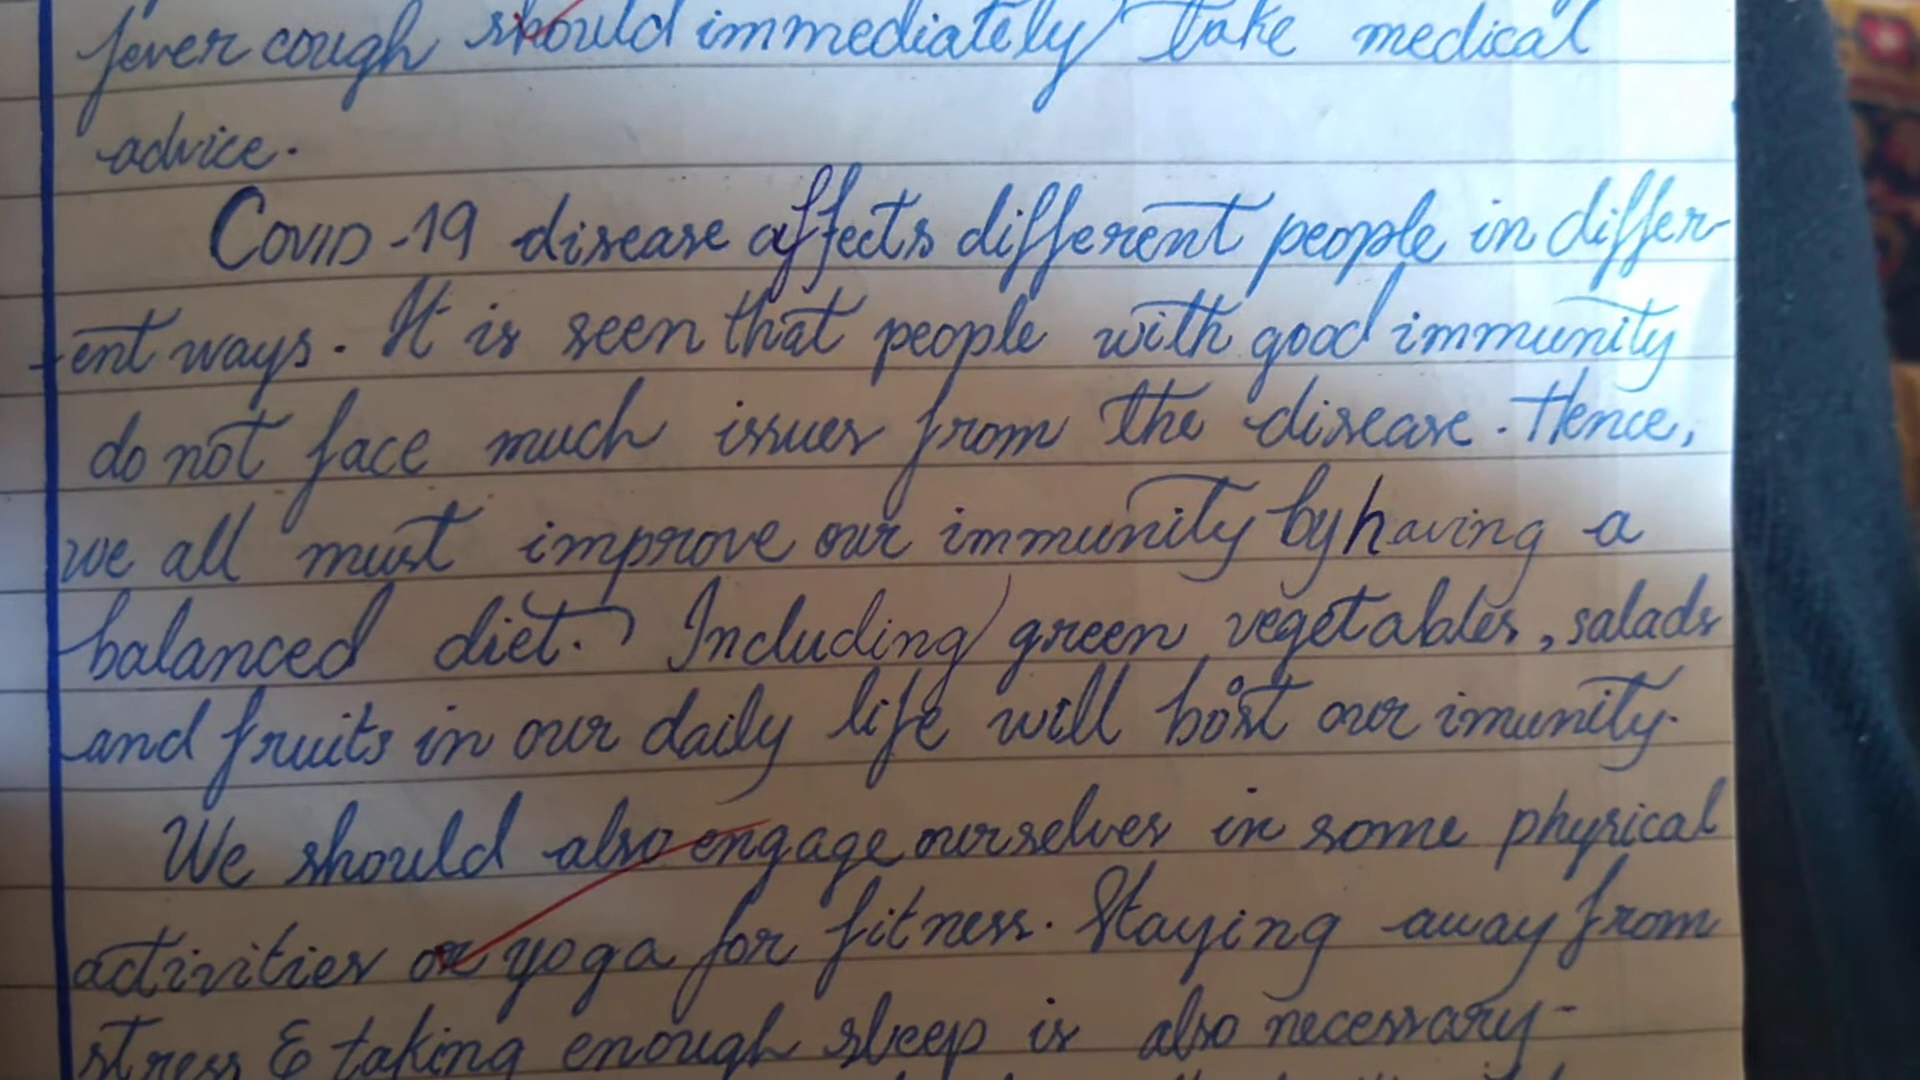 fever cough should immediately take medical
advice.
COVID-19 disease affects different people in differ-
-ent ways. It is seen that people with good immunity
do not face much issues from the disease. Hence,
we all must improve our immunity by having a
balanced diet. Including green vegetables, salads
and fruits in our daily life will boost our imunity.
We should also engage ourselves in some physical
activities or yoga for fitness. Staying away from
stress & taking enough sleep is also necessary-